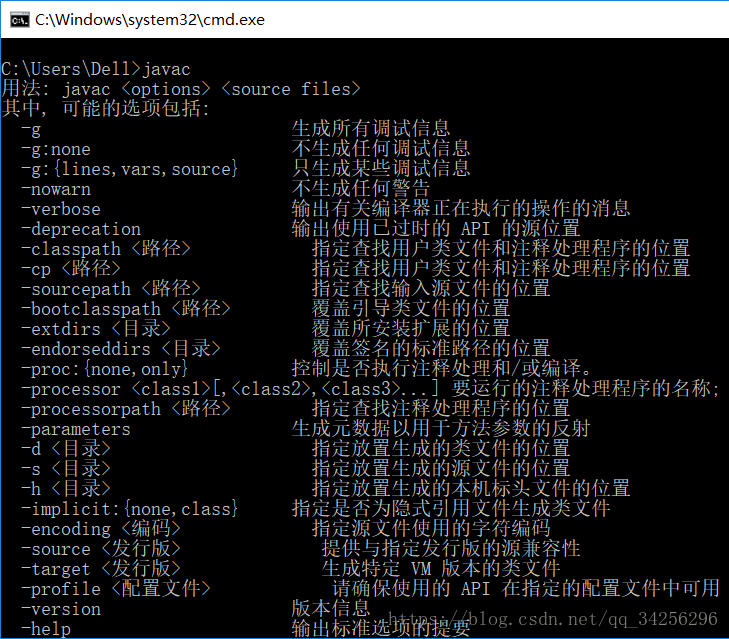 C:\Windows\system32\cmd.exe
C:\Users\Dell>javac
用法: javac <options> <source files>
其中, 可能的选项包括:
-g 生成所有调试信息
-g:none 不生成任何调试信息
-g:{lines,vars,source} 只生成某些调试信息
-nowarn 不生成任何警告
-verbose 输出有关编译器正在执行的操作的消息
-deprecation 输出使用已过时的 API 的源位置
-classpath <路径> 指定查找用户类文件和注释处理程序的位置
-cp <路径> 指定查找用户类文件和注释处理程序的位置
-sourcepath <路径> 指定查找输入源文件的位置
-bootclasspath <路径> 覆盖引导类文件的位置
-extdirs <目录> 覆盖所安装扩展的位置
-endorseddirs <目录> 覆盖签名的标准路径的位置
-proc:{none,only} 控制是否执行注释处理和/或编译。
-processor <class1>[,<class2>,<class3>...] 要运行的注释处理程序的名称;
-processorpath <路径> 指定查找注释处理程序的位置
-parameters 生成元数据以用于方法参数的反射
-d <目录> 指定放置生成的类文件的位置
-s <目录> 指定放置生成的源文件的位置
-h <目录> 指定放置生成的本机标头文件的位置
-implicit:{none,class} 指定是否为隐式引用文件生成类文件
-encoding <编码> 指定源文件使用的字符编码
-source <发行版> 提供与指定发行版的源兼容性
-target <发行版> 生成特定 VM 版本的类文件
-profile <配置文件> 请确保使用的 API 在指定的配置文件中可用
-version 版本信息
https://blog.csdn.net/qq_34256296
-help 输出标准选项的提要